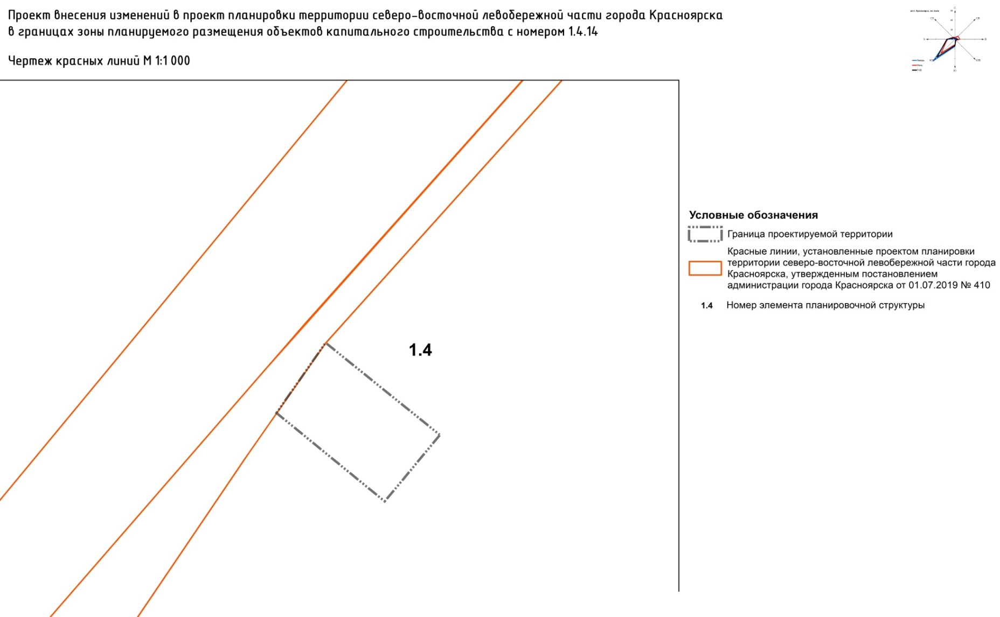 Проект внесения изменений в проект планировки территории северо-восточной левобережной части города Красноярска
в границах зоны планируемого размещения объектов капитального строительства с номером 1.4.14
Чертеж красных линий М 1:1 000
С
СЗ
СВ
В
ЮВ
Ю
Условные обозначения
Граница проектируемой территории
Красные линии, установленные проектом планировки
территории северо-восточной левобережной части города
Красноярска, утвержденным постановлением
администрации города Красноярска от 01.07.2019 № 410
1.4 Номер элемента планировочной структуры
1.4